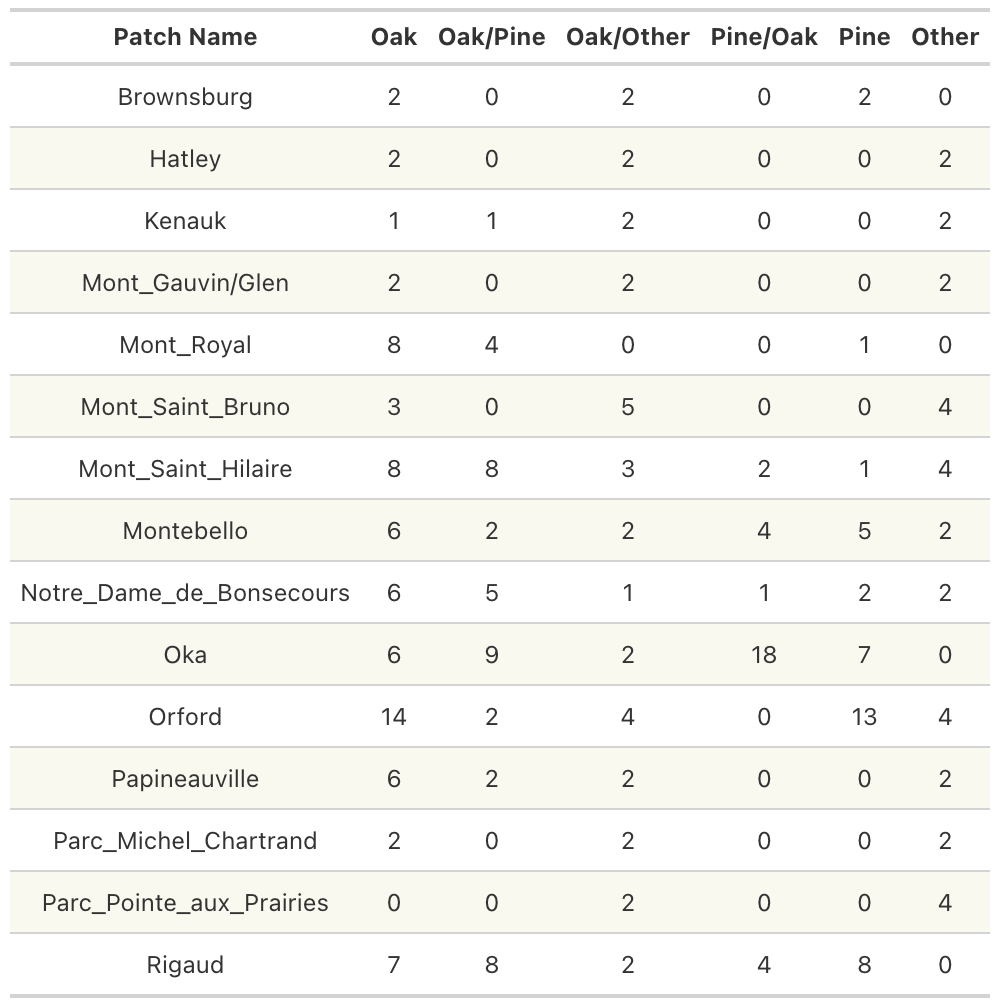 Patch Name Oak Oak/Pine Oak/Other Pine/Oak Pine Other
Brownsburg 2 0 2 0 2 0
Hatley 2 0 2 0 0 2
Kenauk 1 1 2 0 0 2
Mont_Gauvin/Glen 2 0 2 0 0 2
Mont_Royal 8 4 0 0 1 0
Mont_Saint_Bruno 3 0 5 0 0 4
Mont_Saint_Hilaire 8 8 3 2 1 4
Montebello 6 2 2 4 5 2
Notre_Dame_de_Bonsecours 6 5 1 1 2 2
Oka 6 9 2 18 7 0
Orford 14 2 4 0 13 4
Papineauville 6 2 2 0 0 2
Parc_Michel_Chartrand 2 0 2 0 0 2
Parc_Pointe_aux_Prairies 0 0 2 0 0 4
Rigaud 7 8 2 4 8 0